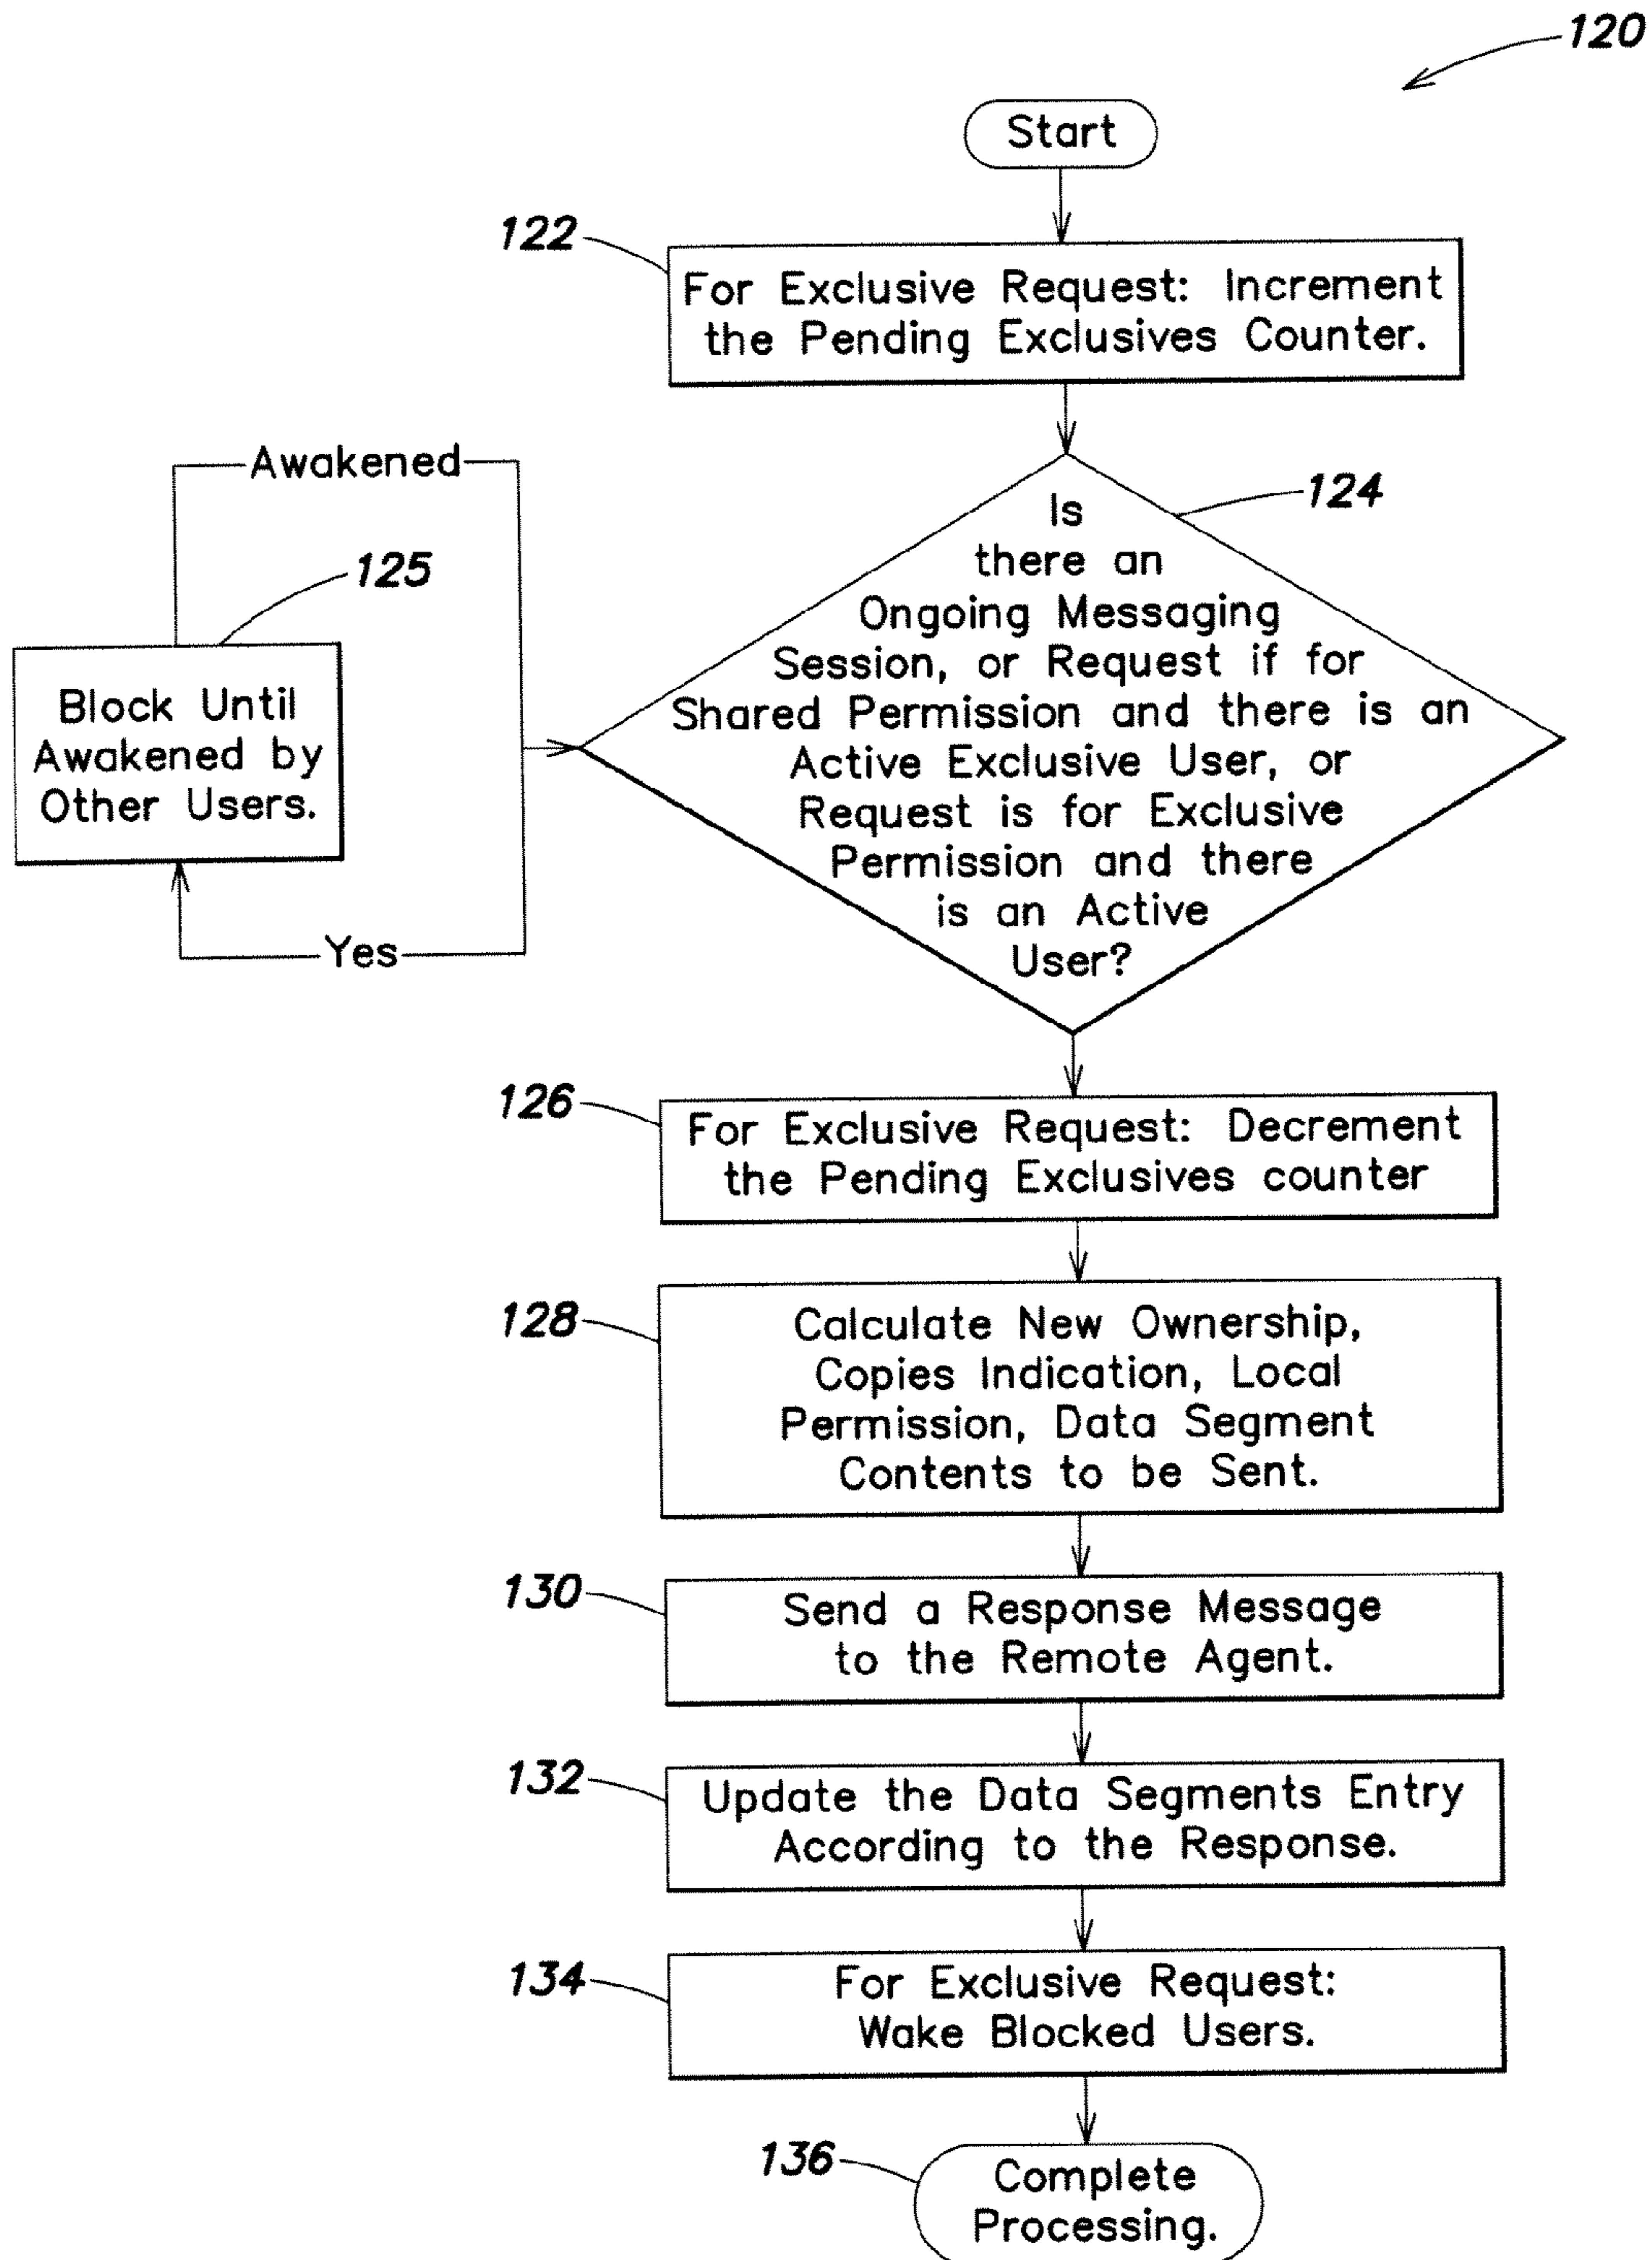 120
Start
122
For Exclusive Request: Increment
the Pending Exclusives Counter.
Awakened
124
Is
there an
Ongoing Messaging
Session, or Request if for
Shared Permission and there is an
Active Exclusive User, or
Request is for Exclusive
Permission and there
is an Active
User?
125
Block Until
Awakened by
Other Users.
Yes
126
For Exclusive Request: Decrement
the Pending Exclusives counter
128
Calculate New Ownership,
Copies Indication, Local
Permission, Data Segment
Contents to be Sent.
130
Send a Response Message
to the Remote Agent.
132
Update the Data Segments Entry
According to the Response.
134
For Exclusive Request:
Wake Blocked Users.
136
Complete
Processing.